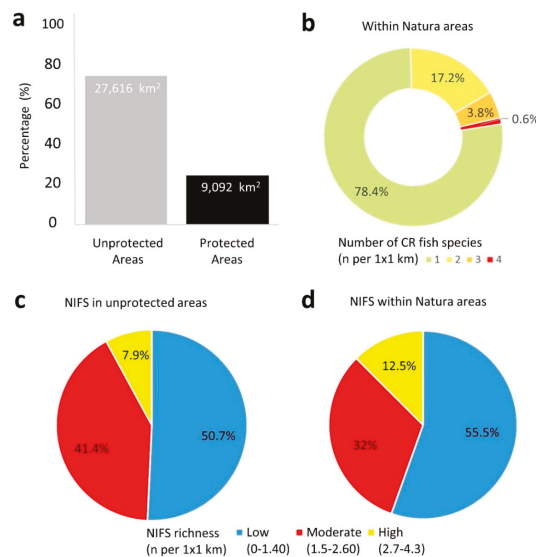 a
100
80
60
40
20
0
Percentage (%)
27,616 km²
9,092 km²
Unprotected Areas
Protected Areas
b
Within Natura areas
17.2%
3.8%
0.6%
78.4%
Number of CR fish species
(n per 1x1 km) 1 2 3 4
c
NIFS in unprotected areas
7.9%
50.7%
41.4%
d
NIFS within Natura areas
12.5%
55.5%
32%
NIFS richness
(n per 1x1 km)
Low
(0-1.40)
Moderate
(1.5-2.60)
High
(2.7-4.3)